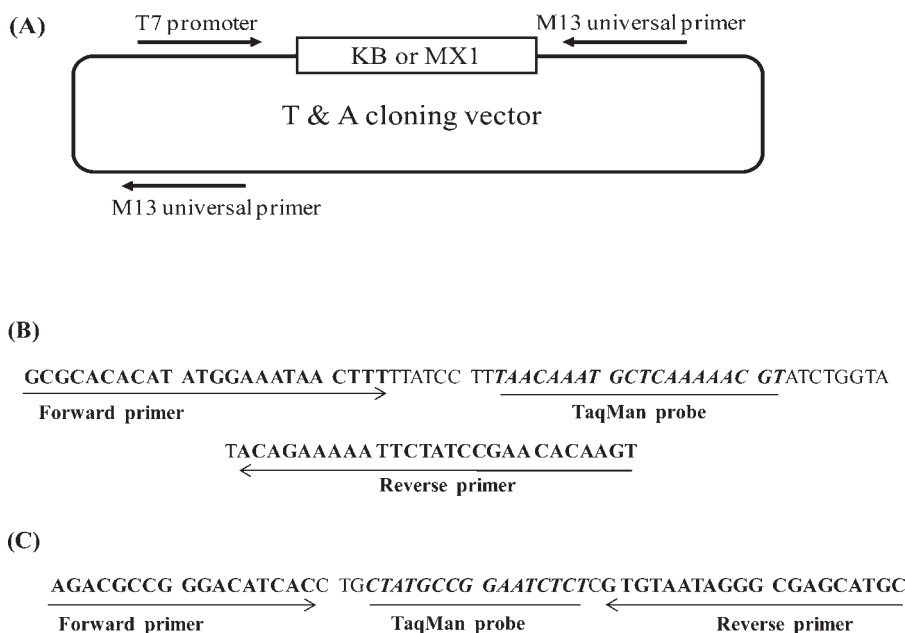 (A)
T7 promoter
M13 universal primer
KB or MX1
T & A cloning vector
M13 universal primer
(B)
GCGCACACAT ATGGAAATAA CTTTTTATCC TTTAACAAAT GCTCAAAAAC GTATCTGGTA
Forward primer TaqMan probe
TACAGAAAAA TTCTATCCGAAC ACAAGT
Reverse primer
(C)
AGACGCCG GGACATCACC TGCTATGCCG GAATCTCTCG TGTAATAGGG CGAGCATGC
Forward primer TaqMan probe Reverse primer